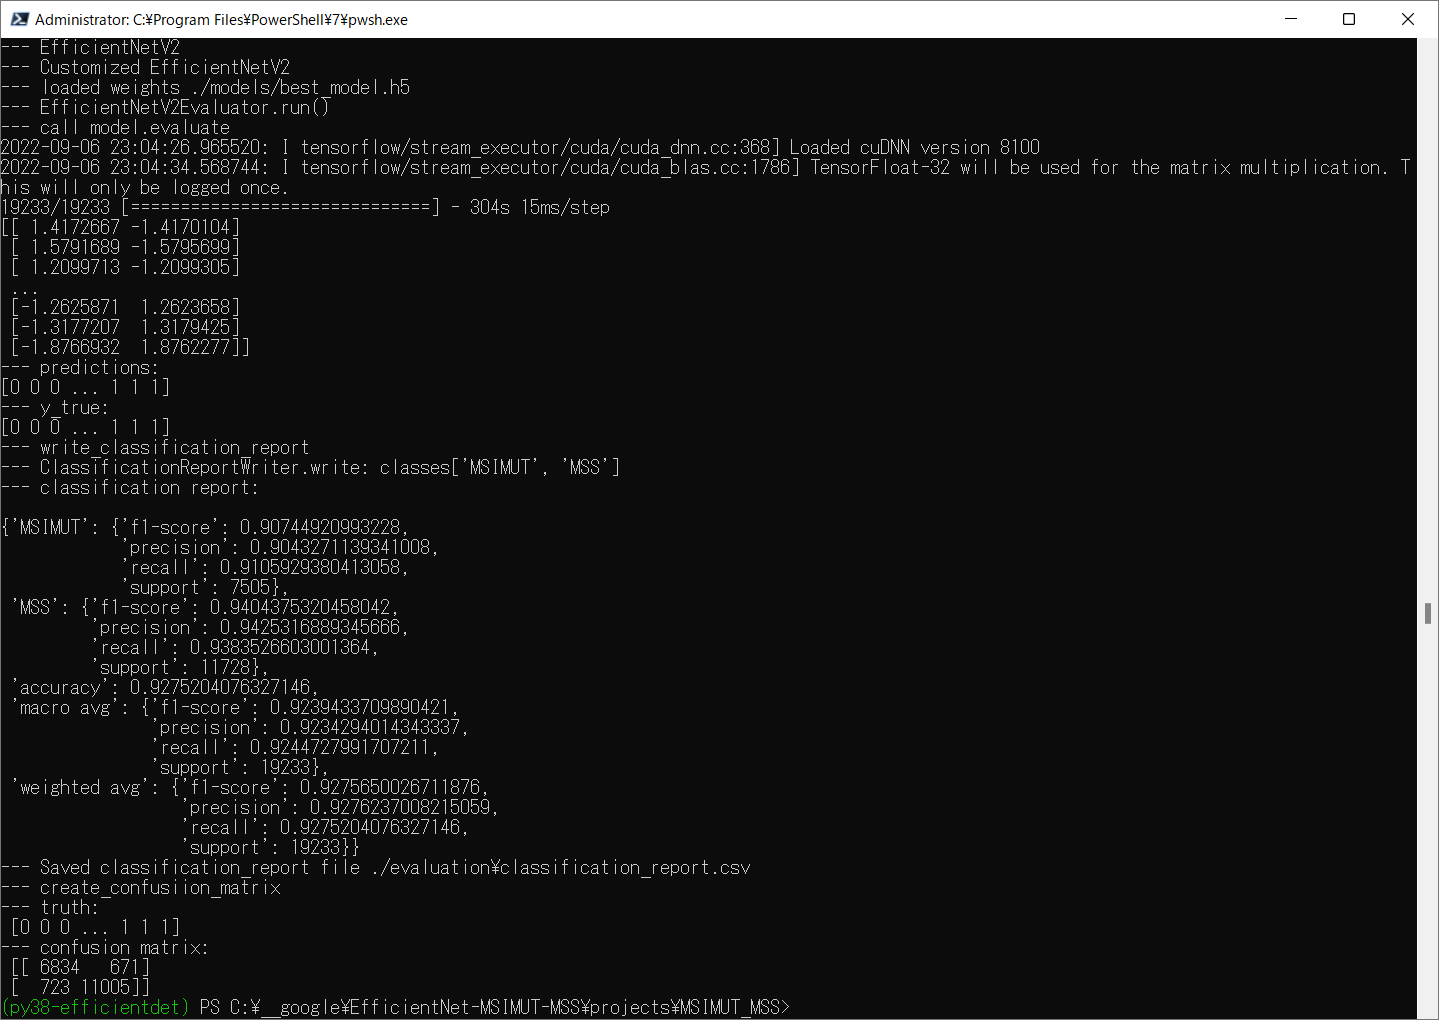 Administrator: C:¥Program Files¥PowerShell¥7¥pwsh.exe
--- EfficientNetV2
--- Customized EfficientNetV2
--- loaded weights ./models/best_model.h5
--- EfficientNetV2Evaluator.run()
--- call model.evaluate
2022-09-06 23:04:26.965520: I tensorflow/stream_executor/cuda/cuda_dnn.cc:368] Loaded cuDNN version 8100
2022-09-06 23:04:34.568744: I tensorflow/stream_executor/cuda/cuda_blas.cc:1786] TensorFloat-32 will be used for the matrix multiplication. T
his will only be logged once.
19233/19233 [==============================] - 304s 15ms/step
[[ 1.4172667 -1.4170104]
 [ 1.5791689 -1.5795699]
 [ 1.2099713 -1.2099305]
 ...
 [-1.2625871  1.2623658]
 [-1.3177207  1.3179425]
 [-1.8766932  1.8762277]]
--- predictions:
[0 0 0 ... 1 1 1]
--- y_true:
[0 0 0 ... 1 1 1]
--- write_classification_report
--- ClassificationReportWriter.write: classes['MSIMUT', 'MSS']
--- classification report:
{'MSIMUT': {'f1-score': 0.90744920993228,
            'precision': 0.9043271139341008,
            'recall': 0.9105929380413058,
            'support': 7505},
 'MSS': {'f1-score': 0.9404375320458042,
         'precision': 0.9425316889345666,
         'recall': 0.9383526603001364,
         'support': 11728},
 'accuracy': 0.9275204076327146,
 'macro avg': {'f1-score': 0.9239433709890421,
               'precision': 0.9234294014343337,
               'recall': 0.9244727991707211,
               'support': 19233},
 'weighted avg': {'f1-score': 0.9275650026711876,
                  'precision': 0.9276237008215059,
                  'recall': 0.9275204076327146,
                  'support': 19233}}
--- Saved classification_report file ./evaluation¥classification_report.csv
--- create_confusiion_matrix
--- truth:
 [0 0 0 ... 1 1 1]
--- confusion matrix:
 [[ 6834   671]
 [  723 11005]]
(py38-efficientdet) PS C:¥__google¥EfficientNet-MSIMUT-MSS¥projects¥MSIMUT_MSS>